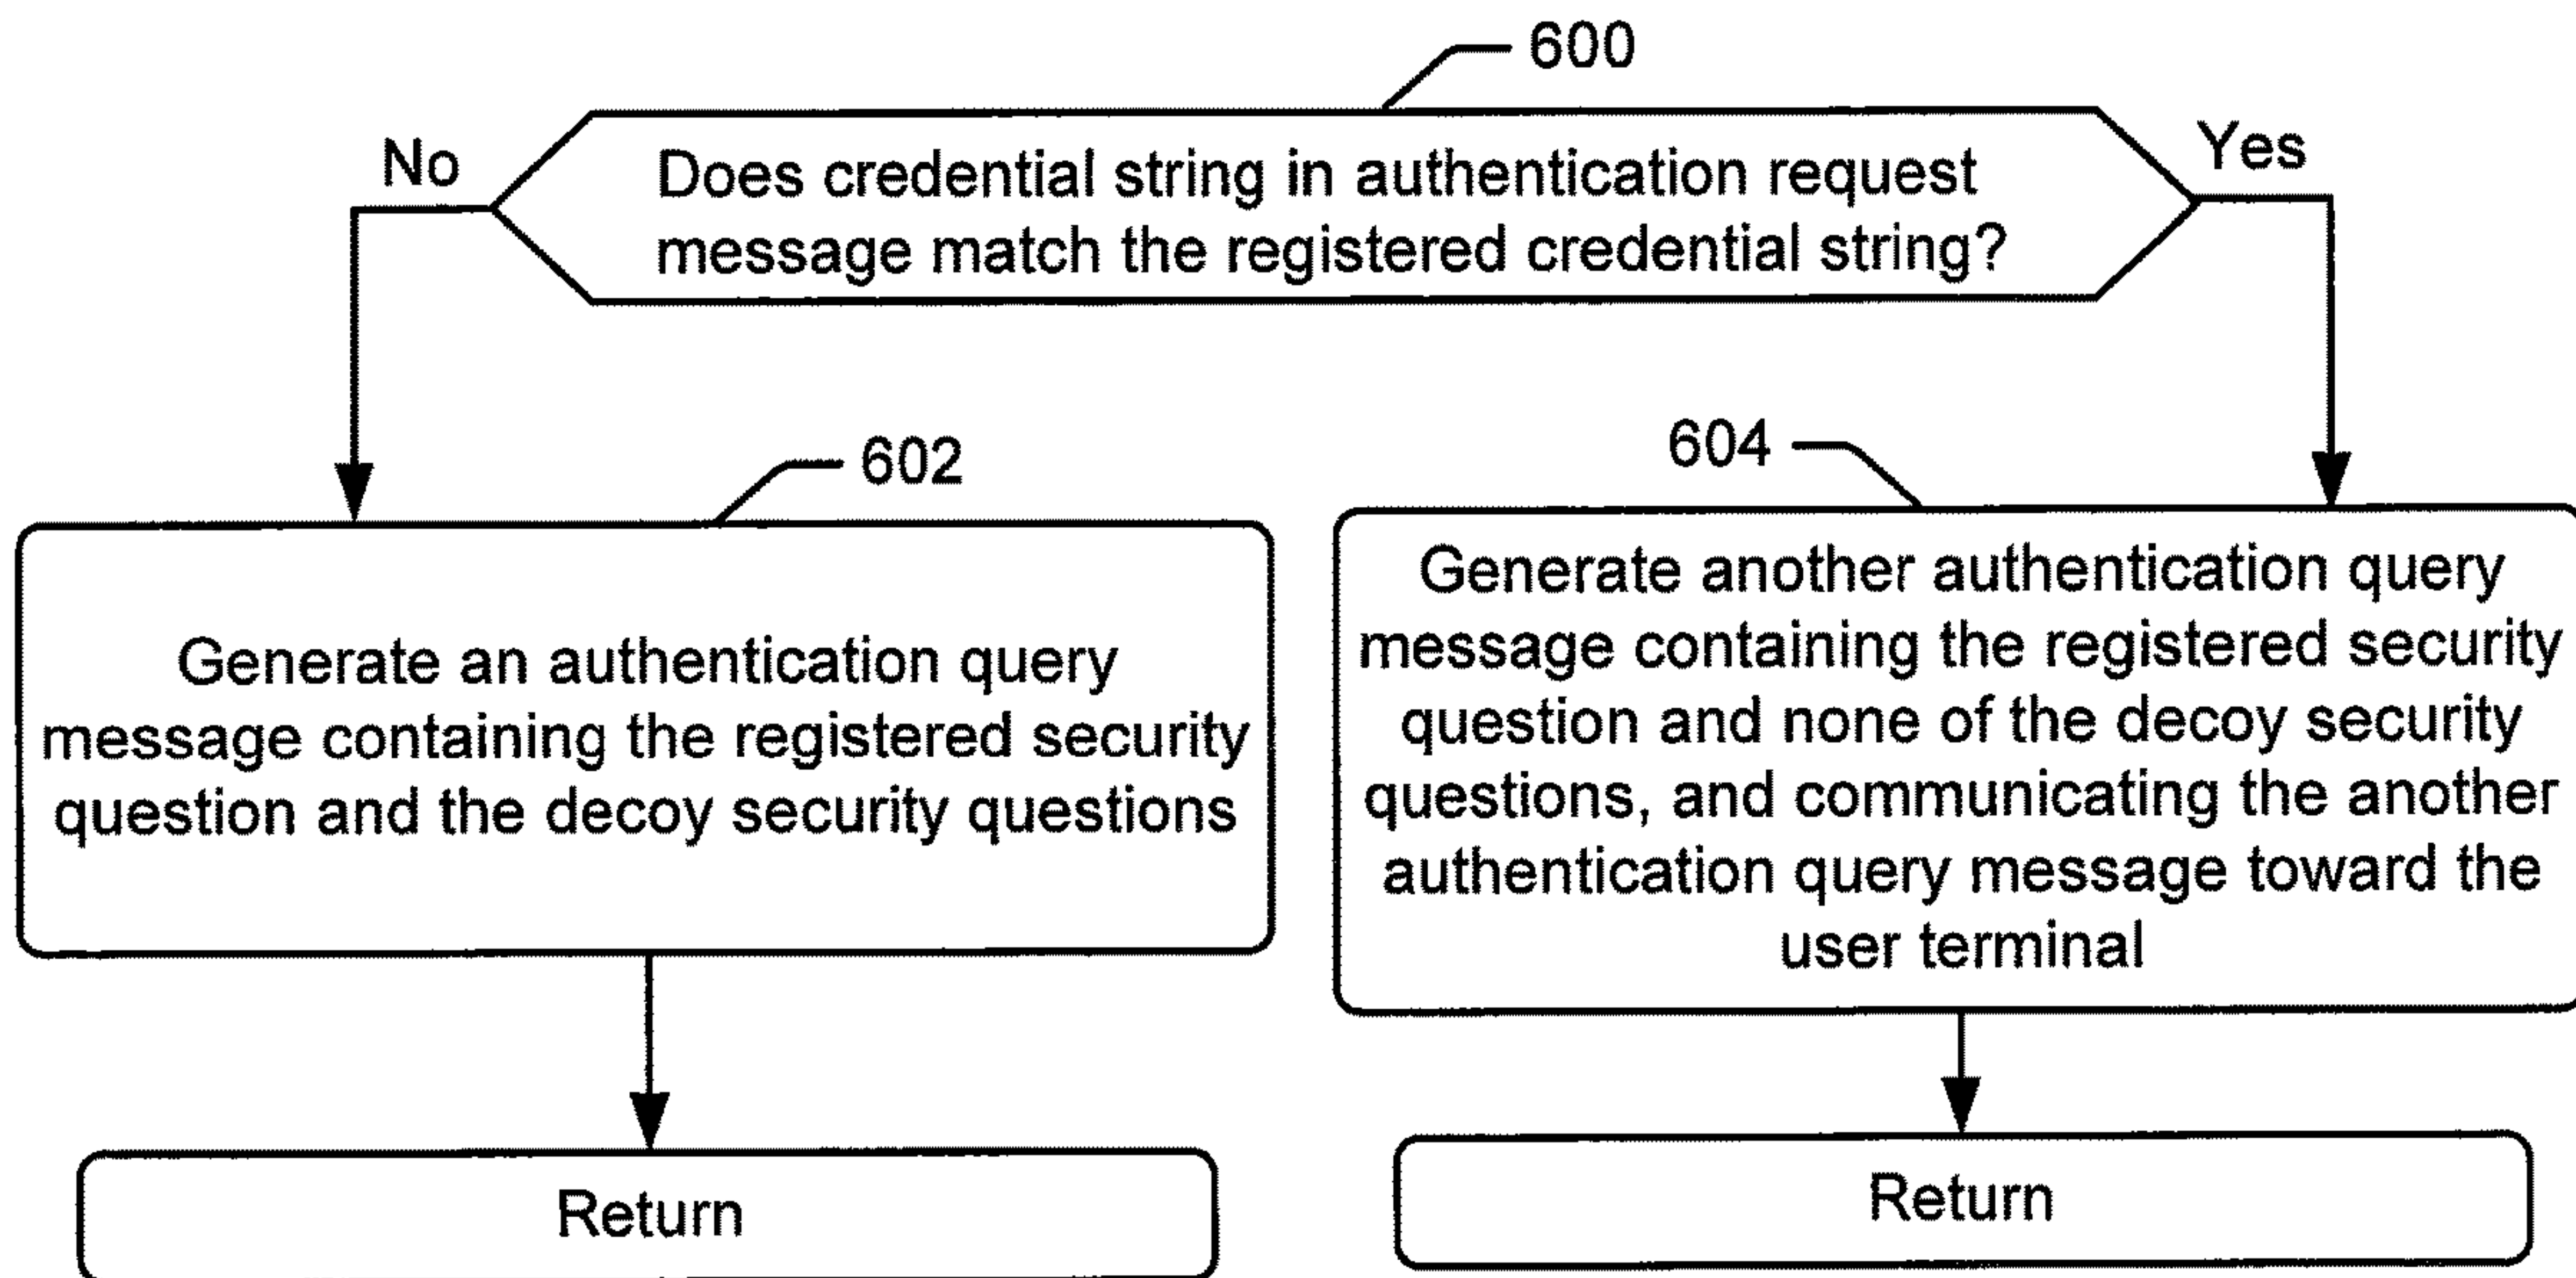 600
No
Yes
Does credential string in authentication request
message match the registered credential string?
602
604
Generate an authentication query
message containing the registered security
question and the decoy security questions
Generate another authentication query
message containing the registered security
question and none of the decoy security
questions, and communicating the another
authentication query message toward the
user terminal
Return
Return